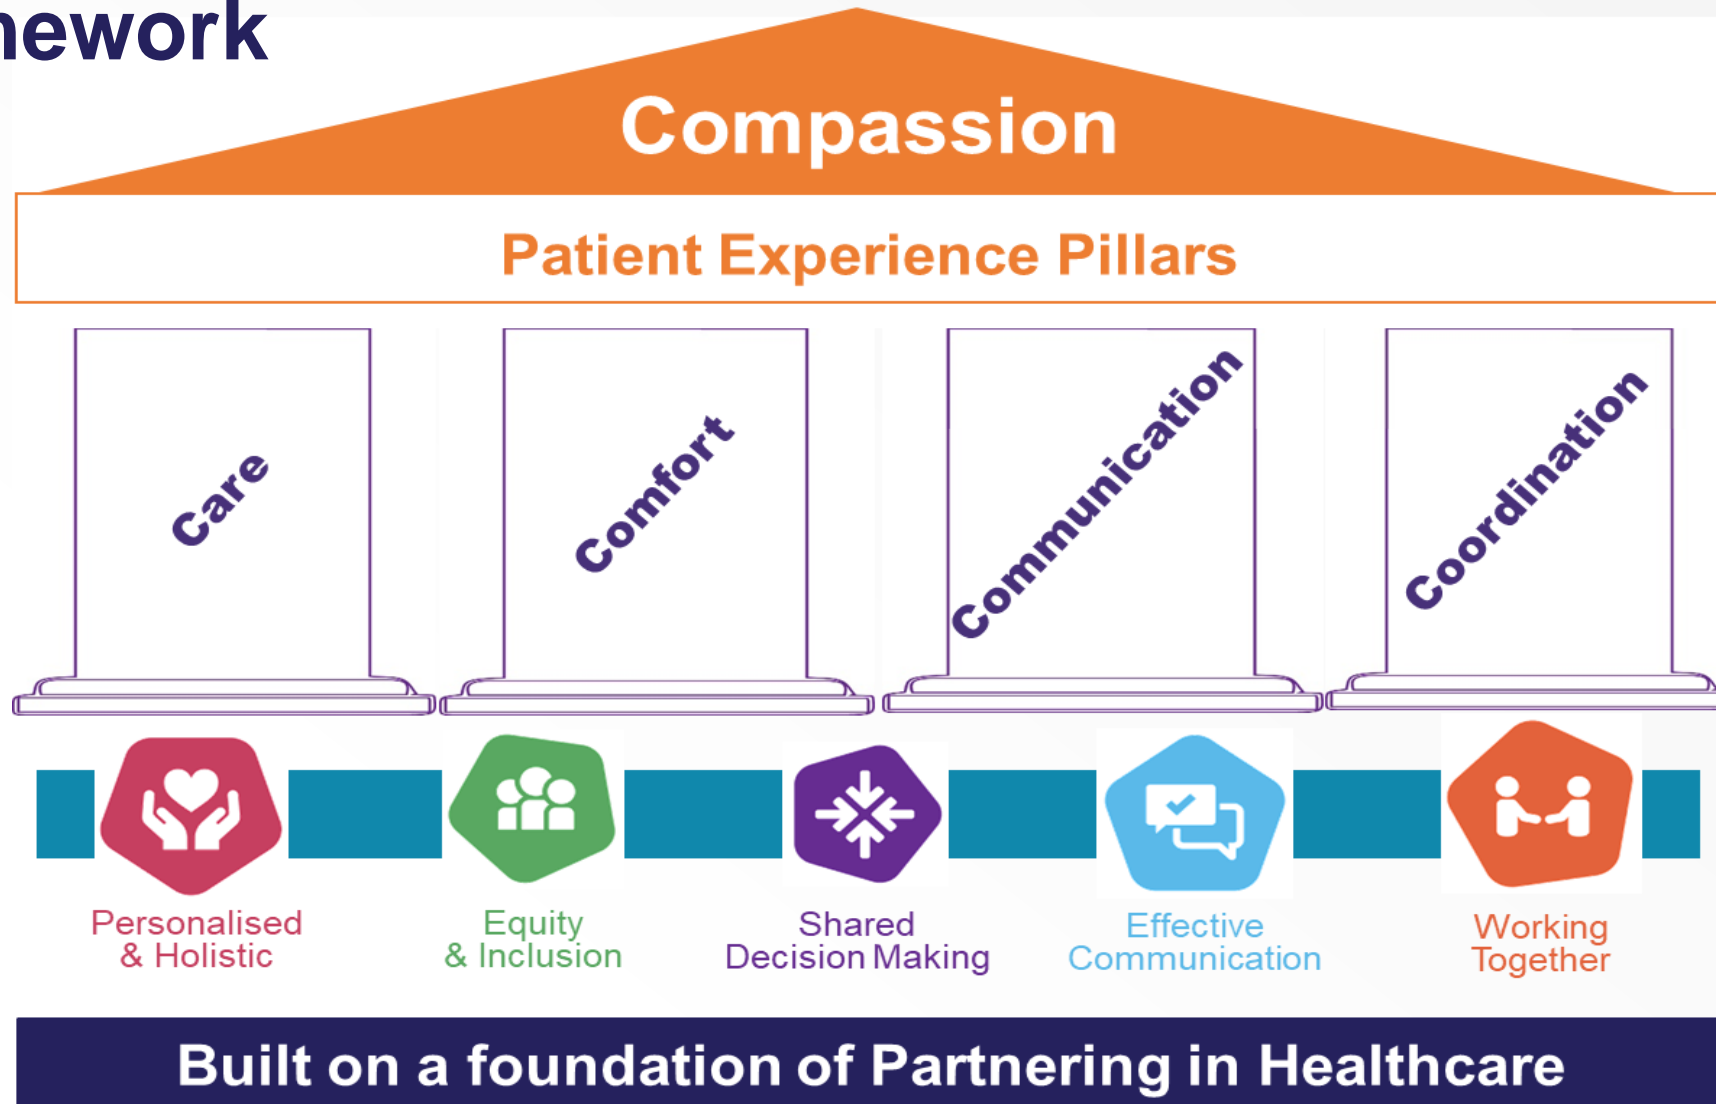 nework
Compassion
Patient Experience Pillars
Care
Comfort
Communication
Coordination
Personalised
& Holistic
Equity
& Inclusion
Shared
Decision Making
Effective
Communication
Working
Together
Built on a foundation of Partnering in Healthcare